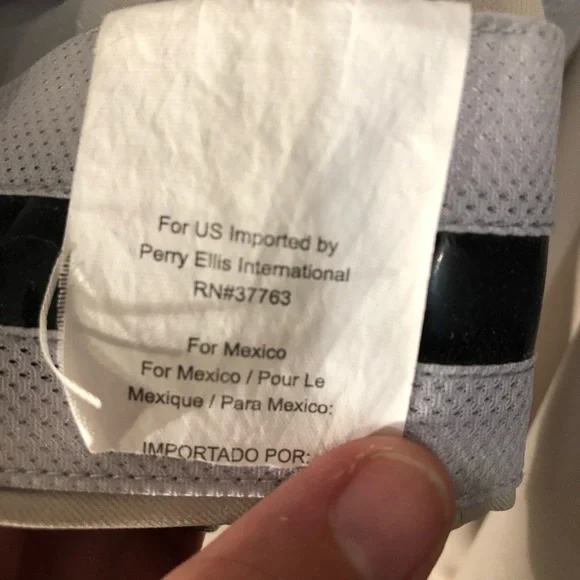 For US Imported by
Perry Ellis International
RN#37763
For Mexico
For Mexico / Pour Le
Mexique / Para Mexico:
IMPORTADO POR: